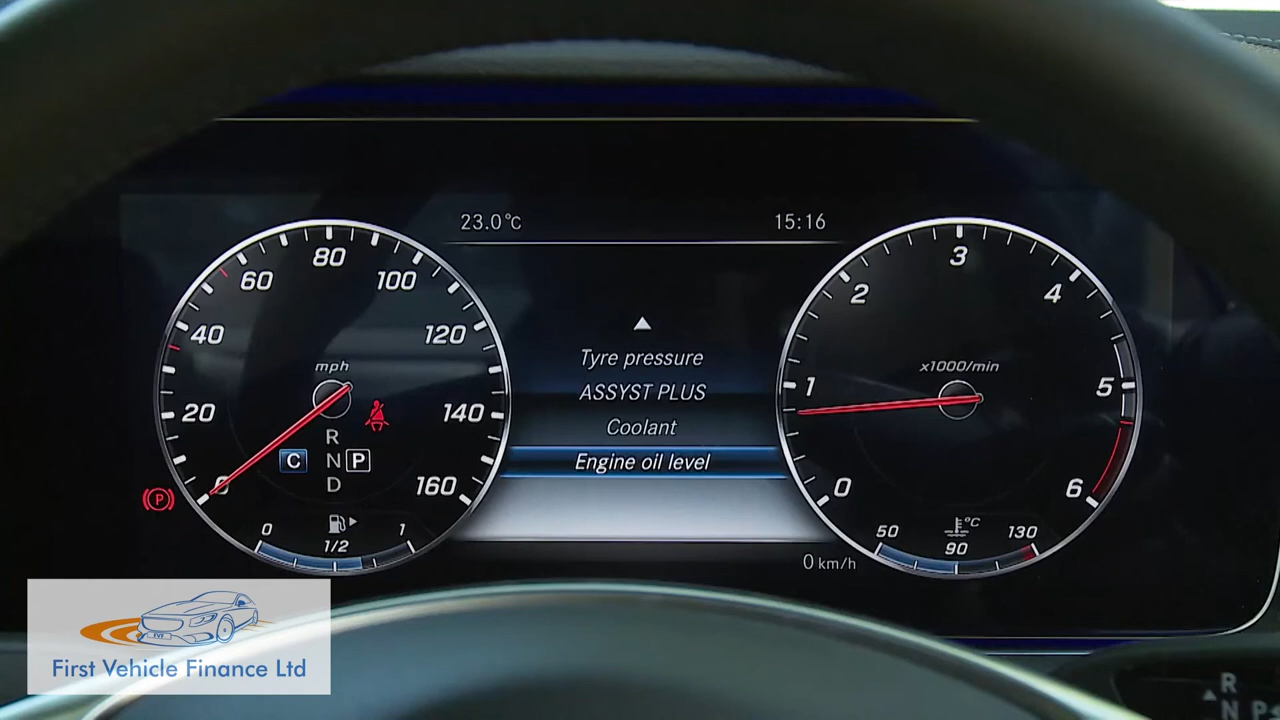 23.0°C
15:16
20
40
60
80
100
120
140
160
0
mph
R
C N P
D
(P)
0 1/2 1
Tyre pressure
ASSYST PLUS
Coolant
Engine oil level
0 km/h
0
1
2
3
4
5
6
x1000/min
°C
50 90 130
First Vehicle Finance Ltd
R
N P